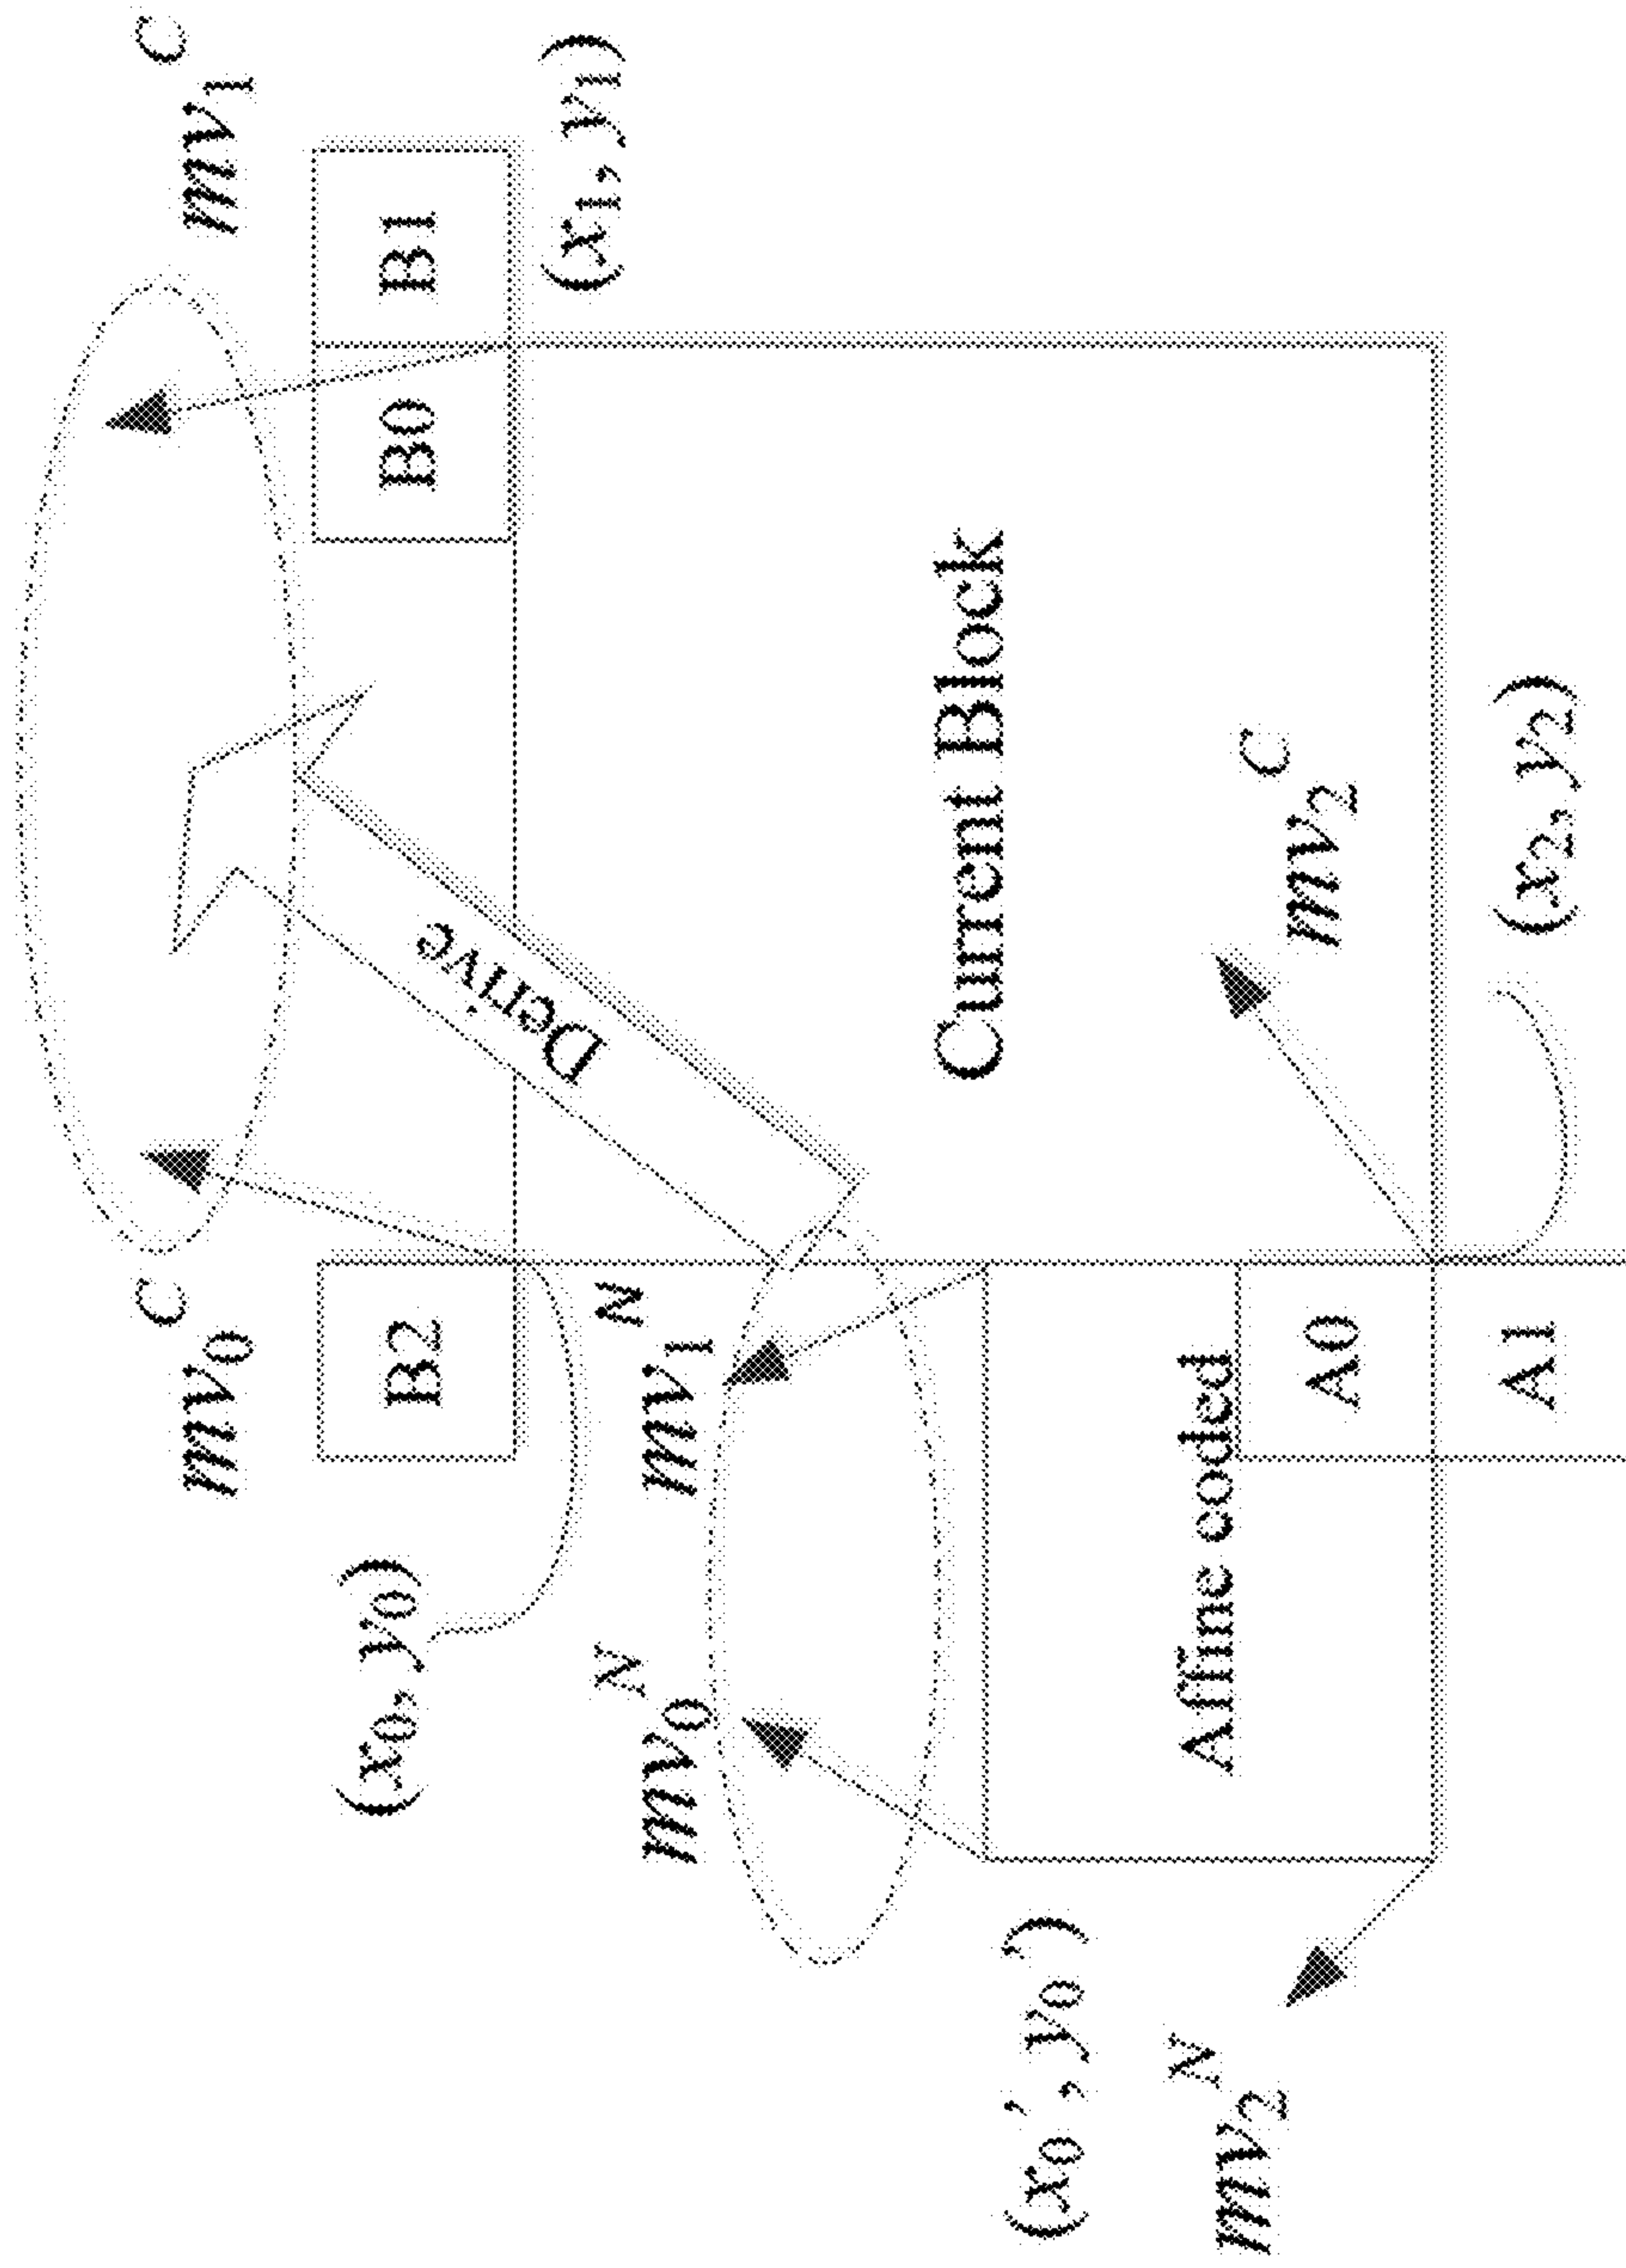 mv₀ᶜ
mv₁ᶜ
B2
B0
B1
(x₀, y₀)
(x₁, y₁)
Derive
mv₀ᴺ
mv₁ᴺ
Current Block
(x₀’, y₀’)
Affine coded
mv₂ᴺ
A0
mv₂ᶜ
A1
(x₂, y₂)